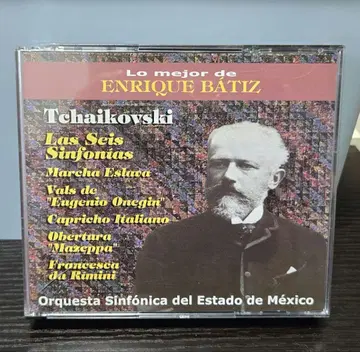 Lo mejor de
ENRIQUE BÁTIZ
Tchaikovski
Las Seis
Sinfonías
Marcha Eslava
Vals de
"Eugenio Onegin"
Capricho Italiano
Obertura
"Mazeppa"
Francesca
da Rimini
Orquesta Sinfónica del Estado de México